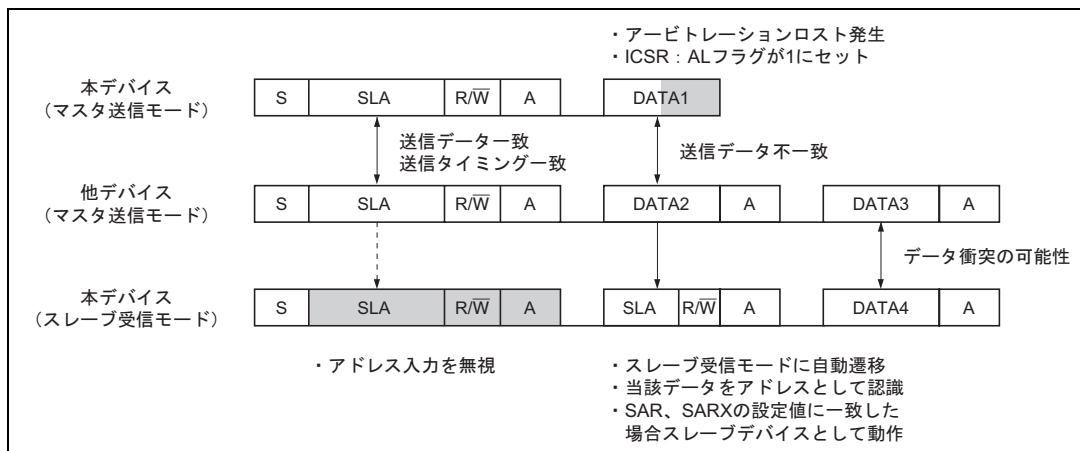 ・アービトレーションロスト発生
・ICSR：ALフラグが1にセット
本デバイス
（マスタ送信モード）
S SLA R/W̅ A DATA1
送信データ一致
送信タイミング一致
送信データ不一致
他デバイス
（マスタ送信モード）
S SLA R/W̅ A DATA2 A DATA3 A
データ衝突の可能性
本デバイス
（スレーブ受信モード）
S SLA R/W̅ A SLA R/W̅ A DATA4 A
・アドレス入力を無視
・スレーブ受信モードに自動遷移
・当該データをアドレスとして認識
・SAR、SARXの設定値に一致した
場合スレーブデバイスとして動作